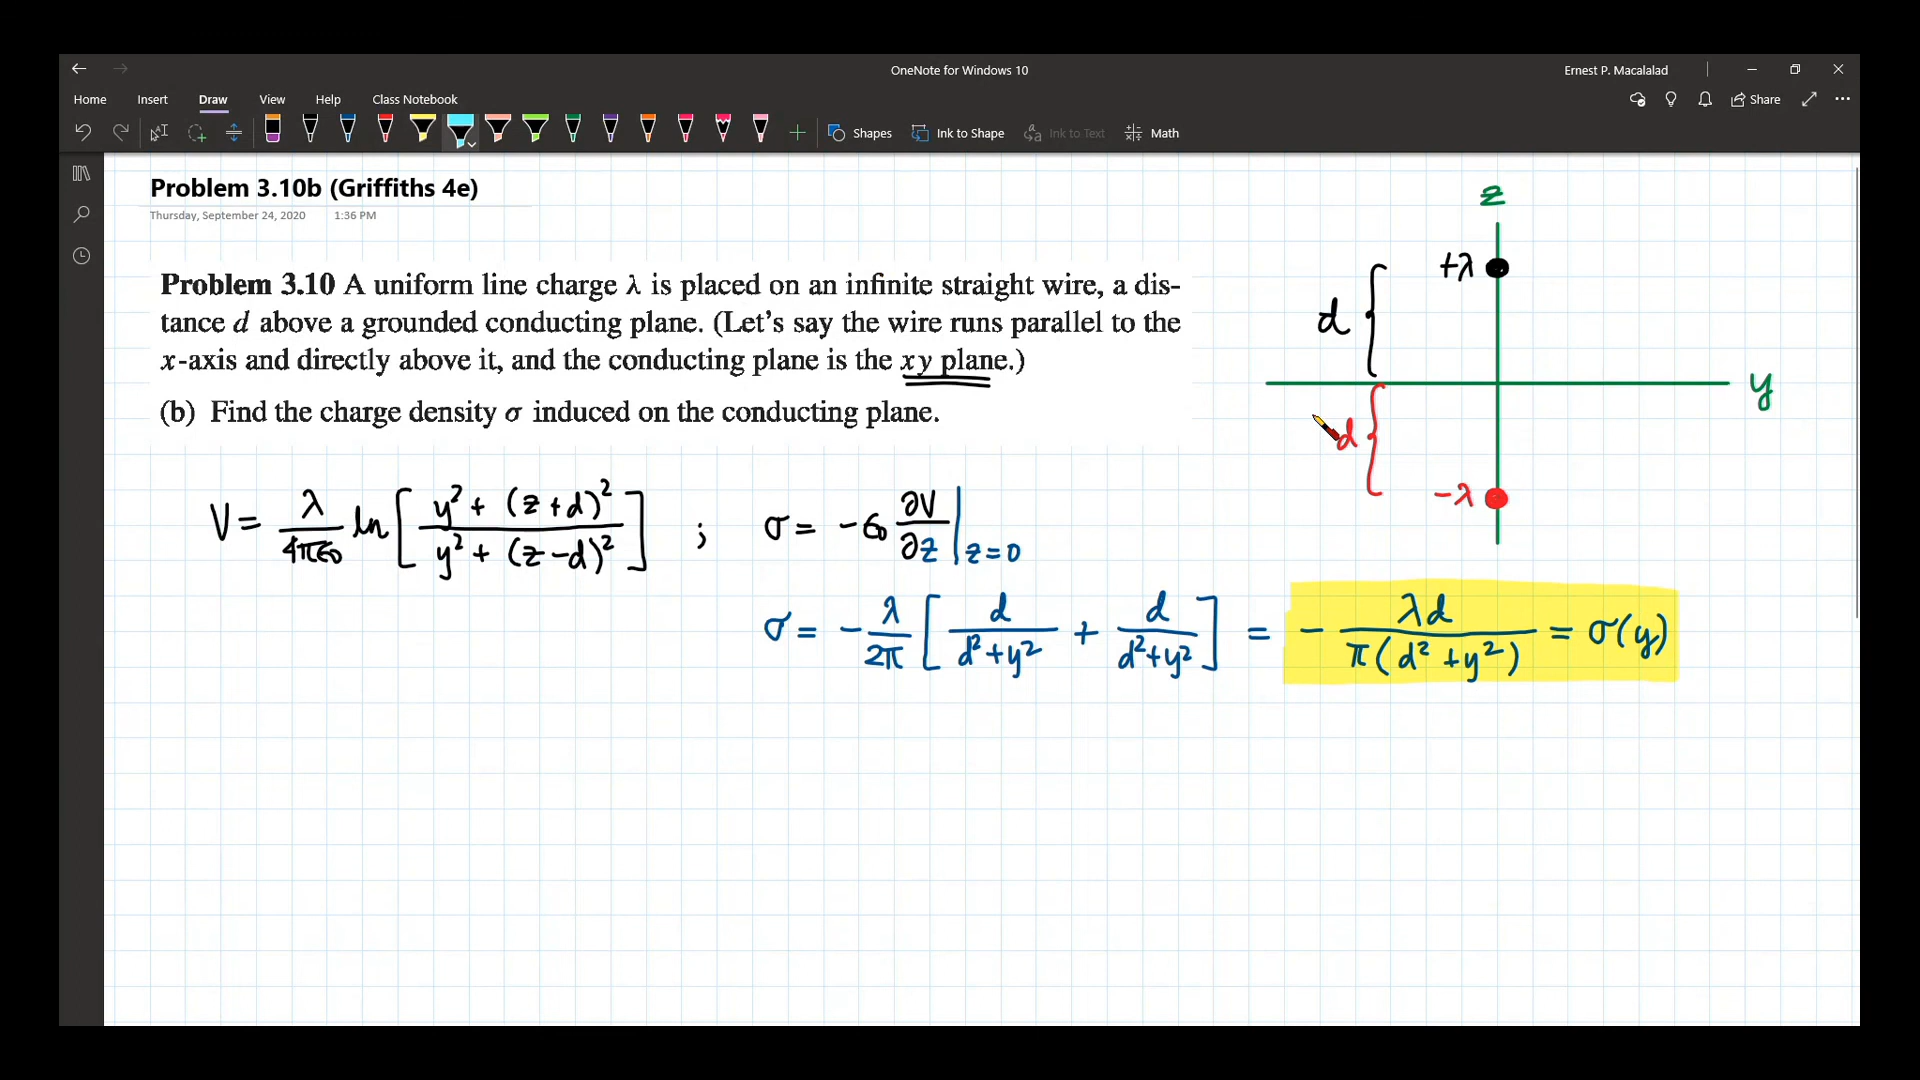 OneNote for Windows 10
Ernest P. Macalalad
Home Insert Draw View Help Class Notebook
Share
Shapes Ink to Shape Ink to Text Math
Problem 3.10b (Griffiths 4e)
Thursday, September 24, 2020 1:36 PM
Problem 3.10 A uniform line charge λ is placed on an infinite straight wire, a dis-
tance d above a grounded conducting plane. (Let's say the wire runs parallel to the
x-axis and directly above it, and the conducting plane is the xy plane.)
(b) Find the charge density σ induced on the conducting plane.
z
+λ
d
y
d
-λ
V = λ/4πε₀ ln [ y² + (z+d)² / y² + (z-d)² ] ; σ = -ε₀ ∂V/∂z | z=0
σ = - λ/2π [ d/d²+y² + d/d²+y² ] = - λd/π(d²+y²) = σ(y)